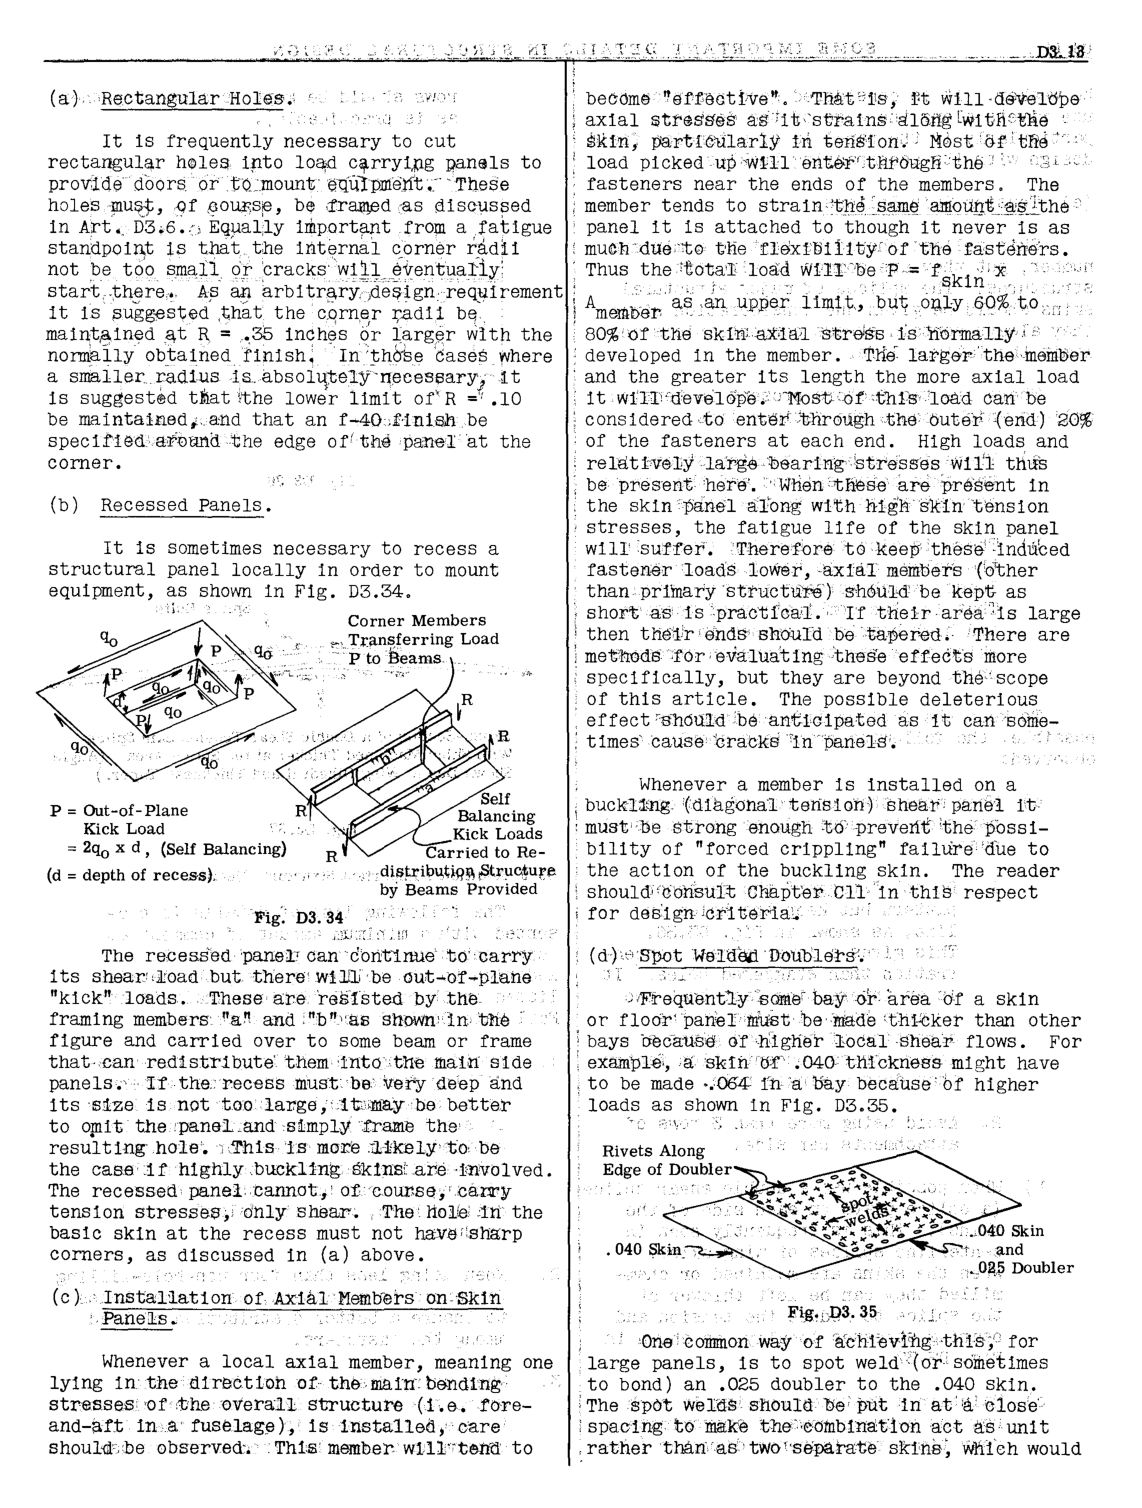 D3.13
(a) Rectangular Holes.
It is frequently necessary to cut
rectangular holes into load carrying panels to
provide doors or to mount equipment. These
holes must, of course, be framed as discussed
in Art. D3.6. Equally important from a fatigue
standpoint is that the internal corner radii
not be too small or cracks will eventually
start there. As an arbitrary design requirement
it is suggested that the corner radii be
maintained at R = .35 inches or larger with the
normally obtained finish. In those cases where
a smaller radius is absolutely necessary, it
is suggested that the lower limit of R = .10
be maintained, and that an f-40 finish be
specified around the edge of the panel at the
corner.
(b) Recessed Panels.
It is sometimes necessary to recess a
structural panel locally in order to mount
equipment, as shown in Fig. D3.34.
Corner Members
Transferring Load
P to Beams
qo
qo
P
P
qo
qo
qo
P
d
P
qo
qo
qo
R
R
"b"
"a"
R
R
P = Out-of-Plane
Kick Load
= 2qo x d , (Self Balancing)
(d = depth of recess)
Self
Balancing
Kick Loads
Carried to Re-
distribution Structure
by Beams Provided
Fig. D3.34
The recessed panel can continue to carry
its shear load but there will be out-of-plane
"kick" loads. These are resisted by the
framing members "a" and "b" as shown in the
figure and carried over to some beam or frame
that can redistribute them into the main side
panels. If the recess must be very deep and
its size is not too large, it may be better
to omit the panel and simply frame the
resulting hole. This is more likely to be
the case if highly buckling skins are involved.
The recessed panel cannot, of course, carry
tension stresses, only shear. The hole in the
basic skin at the recess must not have sharp
corners, as discussed in (a) above.
(c) Installation of Axial Members on Skin
Panels.
Whenever a local axial member, meaning one
lying in the direction of the main bending
stresses of the overall structure (i.e. fore-
and-aft in a fuselage), is installed, care
should be observed. This member will tend to
become "effective". That is, it will develope
axial stresses as it strains along with the
skin, particularly in tension. Most of the
load picked up will enter through the
fasteners near the ends of the members. The
member tends to strain the same amount as the
panel it is attached to though it never is as
much due to the flexibility of the fasteners.
Thus the total load will be P = fskin x
Amember as an upper limit, but only 60% to
80% of the skin axial stress is normally
developed in the member. The larger the member
and the greater its length the more axial load
it will develope. Most of this load can be
considered to enter through the outer (end) 20%
of the fasteners at each end. High loads and
relatively large bearing stresses will thus
be present here. When these are present in
the skin panel along with high skin tension
stresses, the fatigue life of the skin panel
will suffer. Therefore to keep these induced
fastener loads lower, axial members (other
than primary structure) should be kept as
short as is practical. If their area is large
then their ends should be tapered. There are
methods for evaluating these effects more
specifically, but they are beyond the scope
of this article. The possible deleterious
effect should be anticipated as it can some-
times cause cracks in panels.
Whenever a member is installed on a
buckling (diagonal tension) shear panel it
must be strong enough to prevent the possi-
bility of "forced crippling" failure due to
the action of the buckling skin. The reader
should consult Chapter C11 in this respect
for design criteria.
(d) Spot Welded Doublers.
Frequently some bay or area of a skin
or floor panel must be made thicker than other
bays because of higher local shear flows. For
example, a skin of .040 thickness might have
to be made .064 in a bay because of higher
loads as shown in Fig. D3.35.
Rivets Along
Edge of Doubler
spot
welds
.040 Skin
.040 Skin
and
.025 Doubler
Fig. D3.35
One common way of achieving this, for
large panels, is to spot weld (or sometimes
to bond) an .025 doubler to the .040 skin.
The spot welds should be put in at a close
spacing to make the combination act as unit
rather than as two separate skins, which would